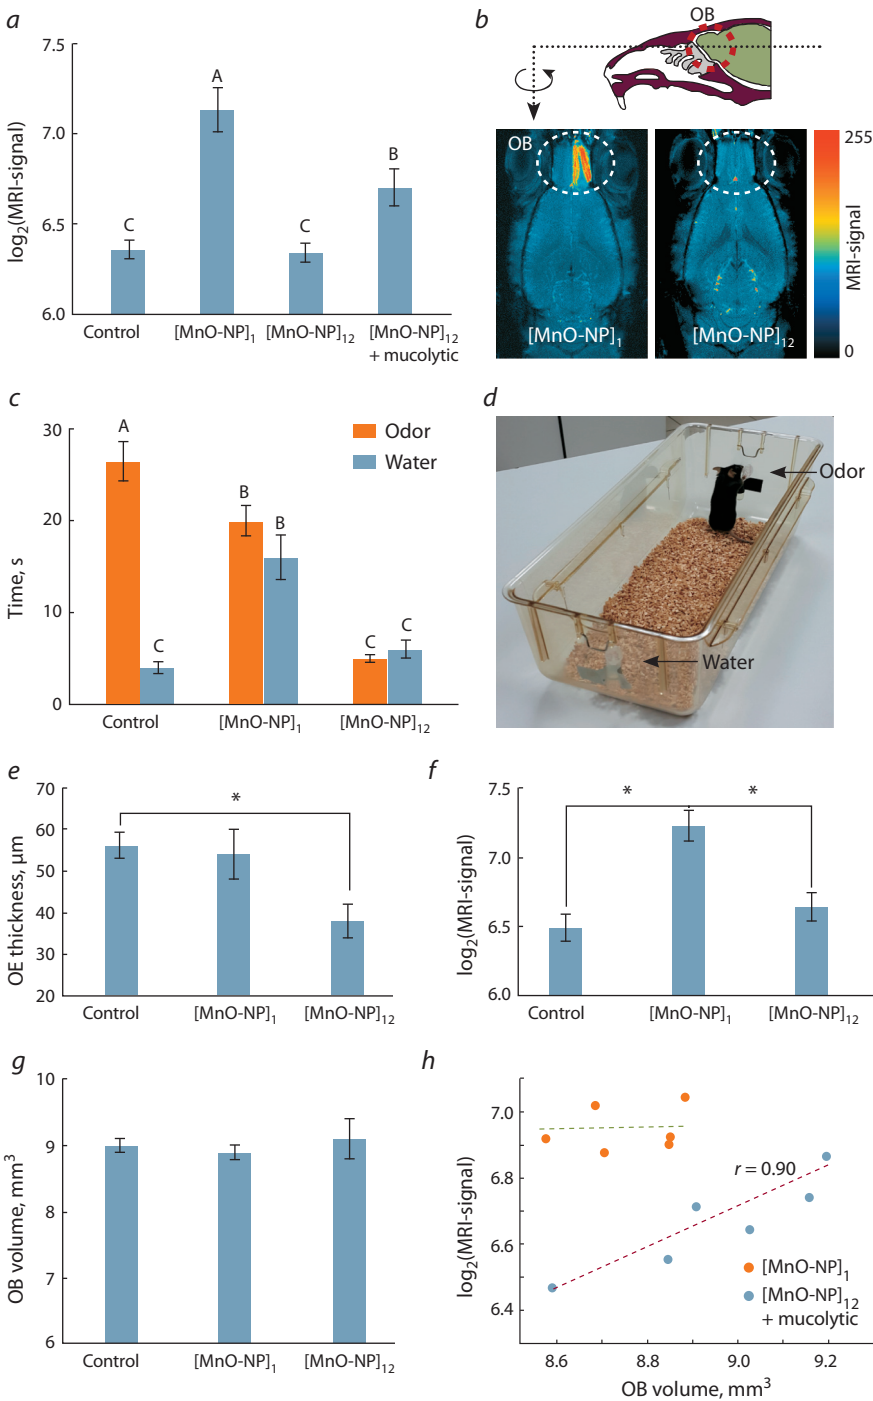 a
7.5
7.0
6.5
6.0
log2(MRI-signal)
C
A
C
B
Control
[MnO-NP]1
[MnO-NP]12
[MnO-NP]12
+ mucolytic
b
OB
OB
[MnO-NP]1
[MnO-NP]12
255
0
MRI-signal
c
30
20
10
0
Time, s
Odor
Water
A
C
B
B
C
C
Control
[MnO-NP]1
[MnO-NP]12
d
Odor
Water
e
70
60
50
40
30
20
OE thickness, µm
*
Control
[MnO-NP]1
[MnO-NP]12
f
7.5
7.0
6.5
6.0
log2(MRI-signal)
*
*
Control
[MnO-NP]1
[MnO-NP]12
g
10
9
8
7
6
OB volume, mm³
Control
[MnO-NP]1
[MnO-NP]12
h
7.0
6.8
6.6
6.4
log2(MRI-signal)
r = 0.90
[MnO-NP]1
[MnO-NP]12
+ mucolytic
8.6
8.8
9.0
9.2
OB volume, mm³